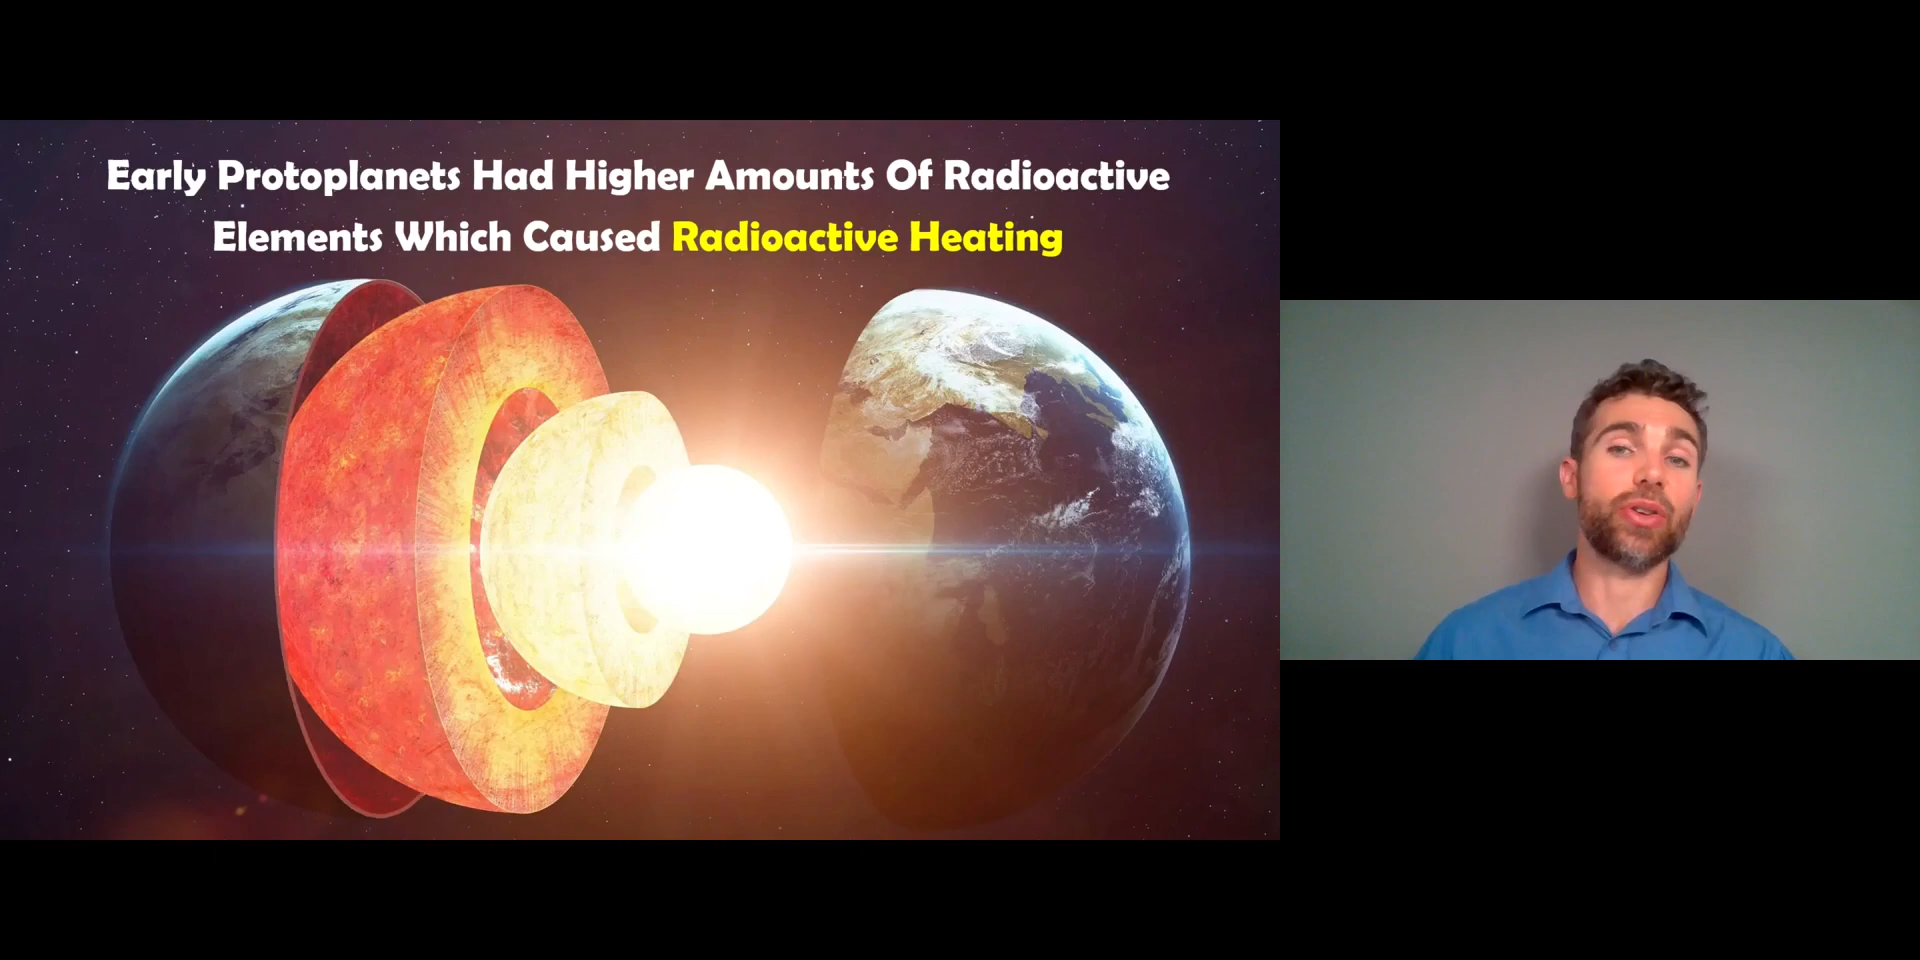 Early Protoplanets Had Higher Amounts Of Radioactive
Elements Which Caused Radioactive Heating